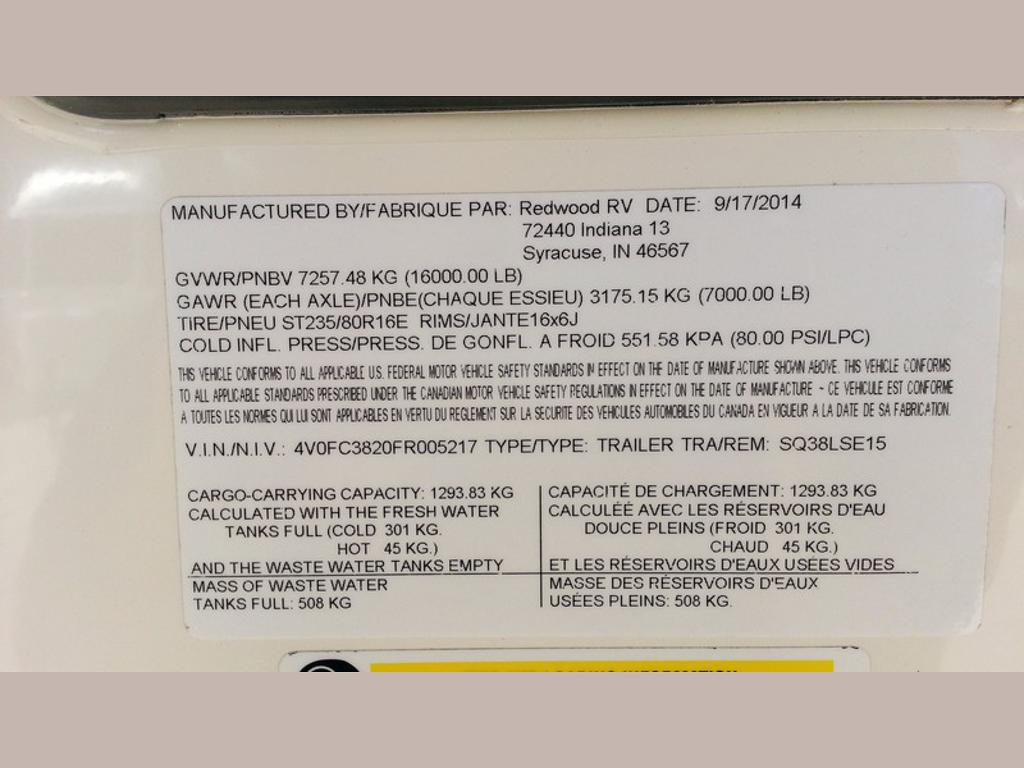 MANUFACTURED BY/FABRIQUE PAR: Redwood RV DATE: 9/17/2014
72440 Indiana 13
Syracuse, IN 46567
GVWR/PNBV 7257.48 KG (16000.00 LB)
GAWR (EACH AXLE)/PNBE(CHAQUE ESSIEU) 3175.15 KG (7000.00 LB)
TIRE/PNEU ST235/80R16E RIMS/JANTE16x6J
COLD INFL. PRESS/PRESS. DE GONFL. A FROID 551.58 KPA (80.00 PSI/LPC)
THIS VEHICLE CONFORMS TO ALL APPLICABLE U.S. FEDERAL MOTOR VEHICLE SAFETY STANDARDS IN EFFECT ON THE DATE OF MANUFACTURE SHOWN ABOVE. THIS VEHICLE CONFORMS
TO ALL APPLICABLE STANDARDS PRESCRIBED UNDER THE CANADIAN MOTOR VEHICLE SAFETY REGULATIONS IN EFFECT ON THE DATE OF MANUFACTURE - CE VEHICULE EST CONFORME
A TOUTES LES NORMES QUI LUI SONT APPLICABLES EN VERTU DU REGLEMENT SUR LA SECURITE DES VEHICULES AUTOMOBILES DU CANADA EN VIGUEUR A LA DATE DE SA FABRICATION.
V.I.N./N.I.V.: 4V0FC3820FR005217 TYPE/TYPE: TRAILER TRA/REM: SQ38LSE15
CARGO-CARRYING CAPACITY: 1293.83 KG
CALCULATED WITH THE FRESH WATER
TANKS FULL (COLD 301 KG.
HOT 45 KG.)
AND THE WASTE WATER TANKS EMPTY
MASS OF WASTE WATER
TANKS FULL: 508 KG
CAPACITÉ DE CHARGEMENT: 1293.83 KG
CALCULÉE AVEC LES RÉSERVOIRS D'EAU
DOUCE PLEINS (FROID 301 KG.
CHAUD 45 KG.)
ET LES RÉSERVOIRS D'EAUX USÉES VIDES
MASSE DES RÉSERVOIRS D'EAUX
USÉES PLEINS: 508 KG.